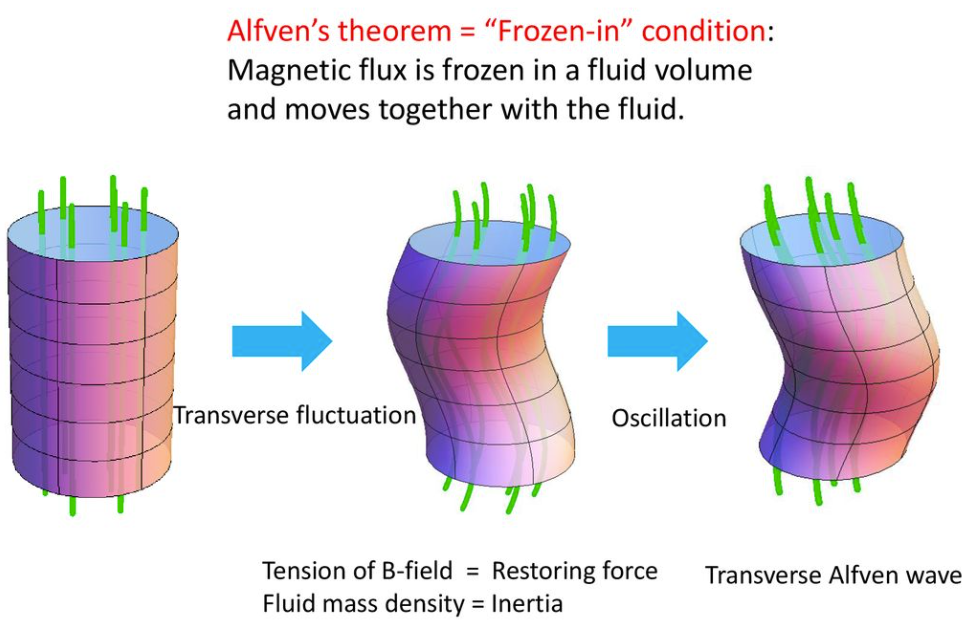 Alfven's theorem = “Frozen-in” condition:
Magnetic flux is frozen in a fluid volume
and moves together with the fluid.
Transverse fluctuation
Oscillation
Tension of B-field = Restoring force
Fluid mass density = Inertia
Transverse Alfven wave